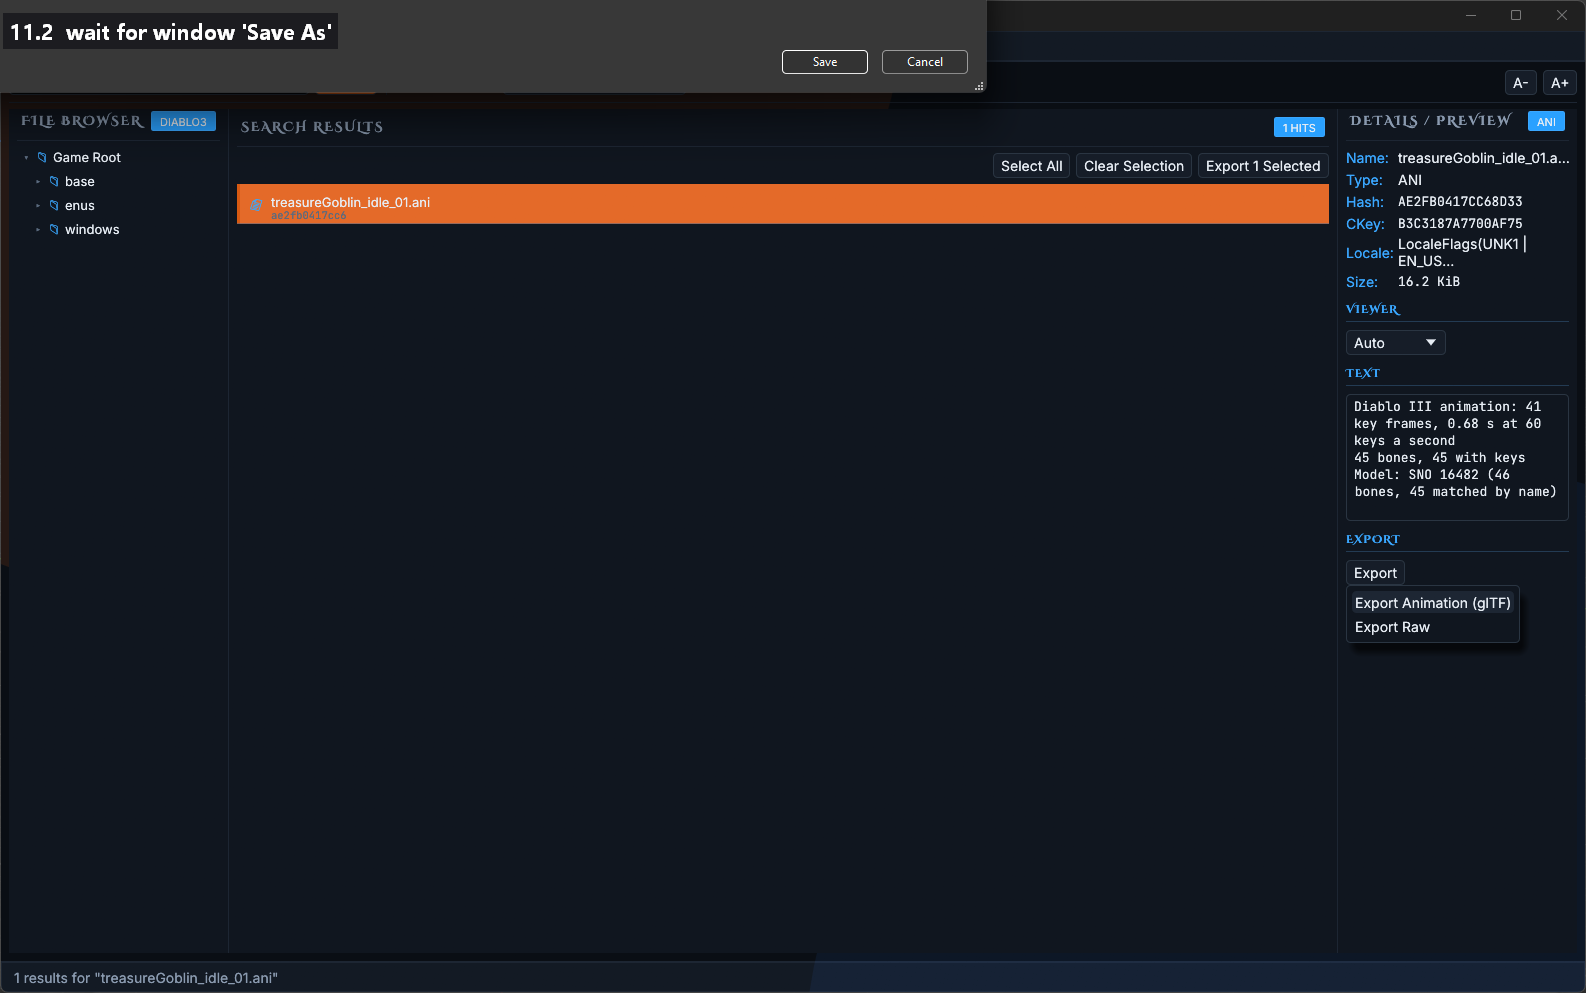 11.2  wait for window 'Save As'
Save
Cancel
A-
A+
FILE BROWSER
DIABLO3
Game Root
base
enus
windows
SEARCH RESULTS
1 HITS
Select All
Clear Selection
Export 1 Selected
treasureGoblin_idle_01.ani
ae2fb0417cc6
DETAILS / PREVIEW
ANI
Name: treasureGoblin_idle_01.a...
Type: ANI
Hash: AE2FB0417CC68D33
CKey: B3C3187A7700AF75
Locale: LocaleFlags(UNK1 |
EN_US...
Size: 16.2 KiB
VIEWER
Auto
TEXT
Diablo III animation: 41
key frames, 0.68 s at 60
keys a second
45 bones, 45 with keys
Model: SNO 16482 (46
bones, 45 matched by name)
EXPORT
Export
Export Animation (glTF)
Export Raw
1 results for "treasureGoblin_idle_01.ani"